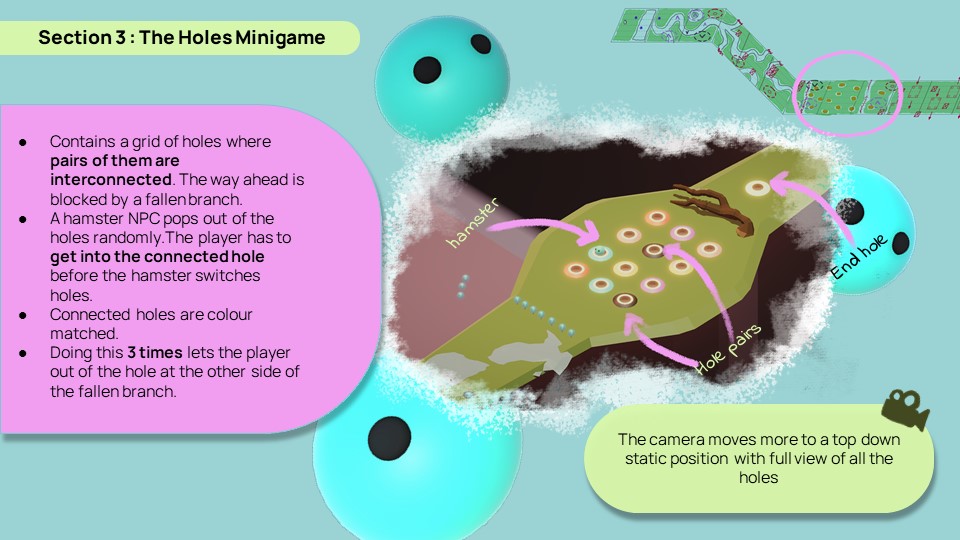 Section 3 : The Holes Minigame
● Contains a grid of holes where
pairs of them are
interconnected. The way ahead is
blocked by a fallen branch.
● A hamster NPC pops out of the
holes randomly.The player has to
get into the connected hole
before the hamster switches
holes.
● Connected holes are colour
matched.
● Doing this 3 times lets the player
out of the hole at the other side of
the fallen branch.
hamster
End hole
Hole pairs
The camera moves more to a top down
static position with full view of all the
holes